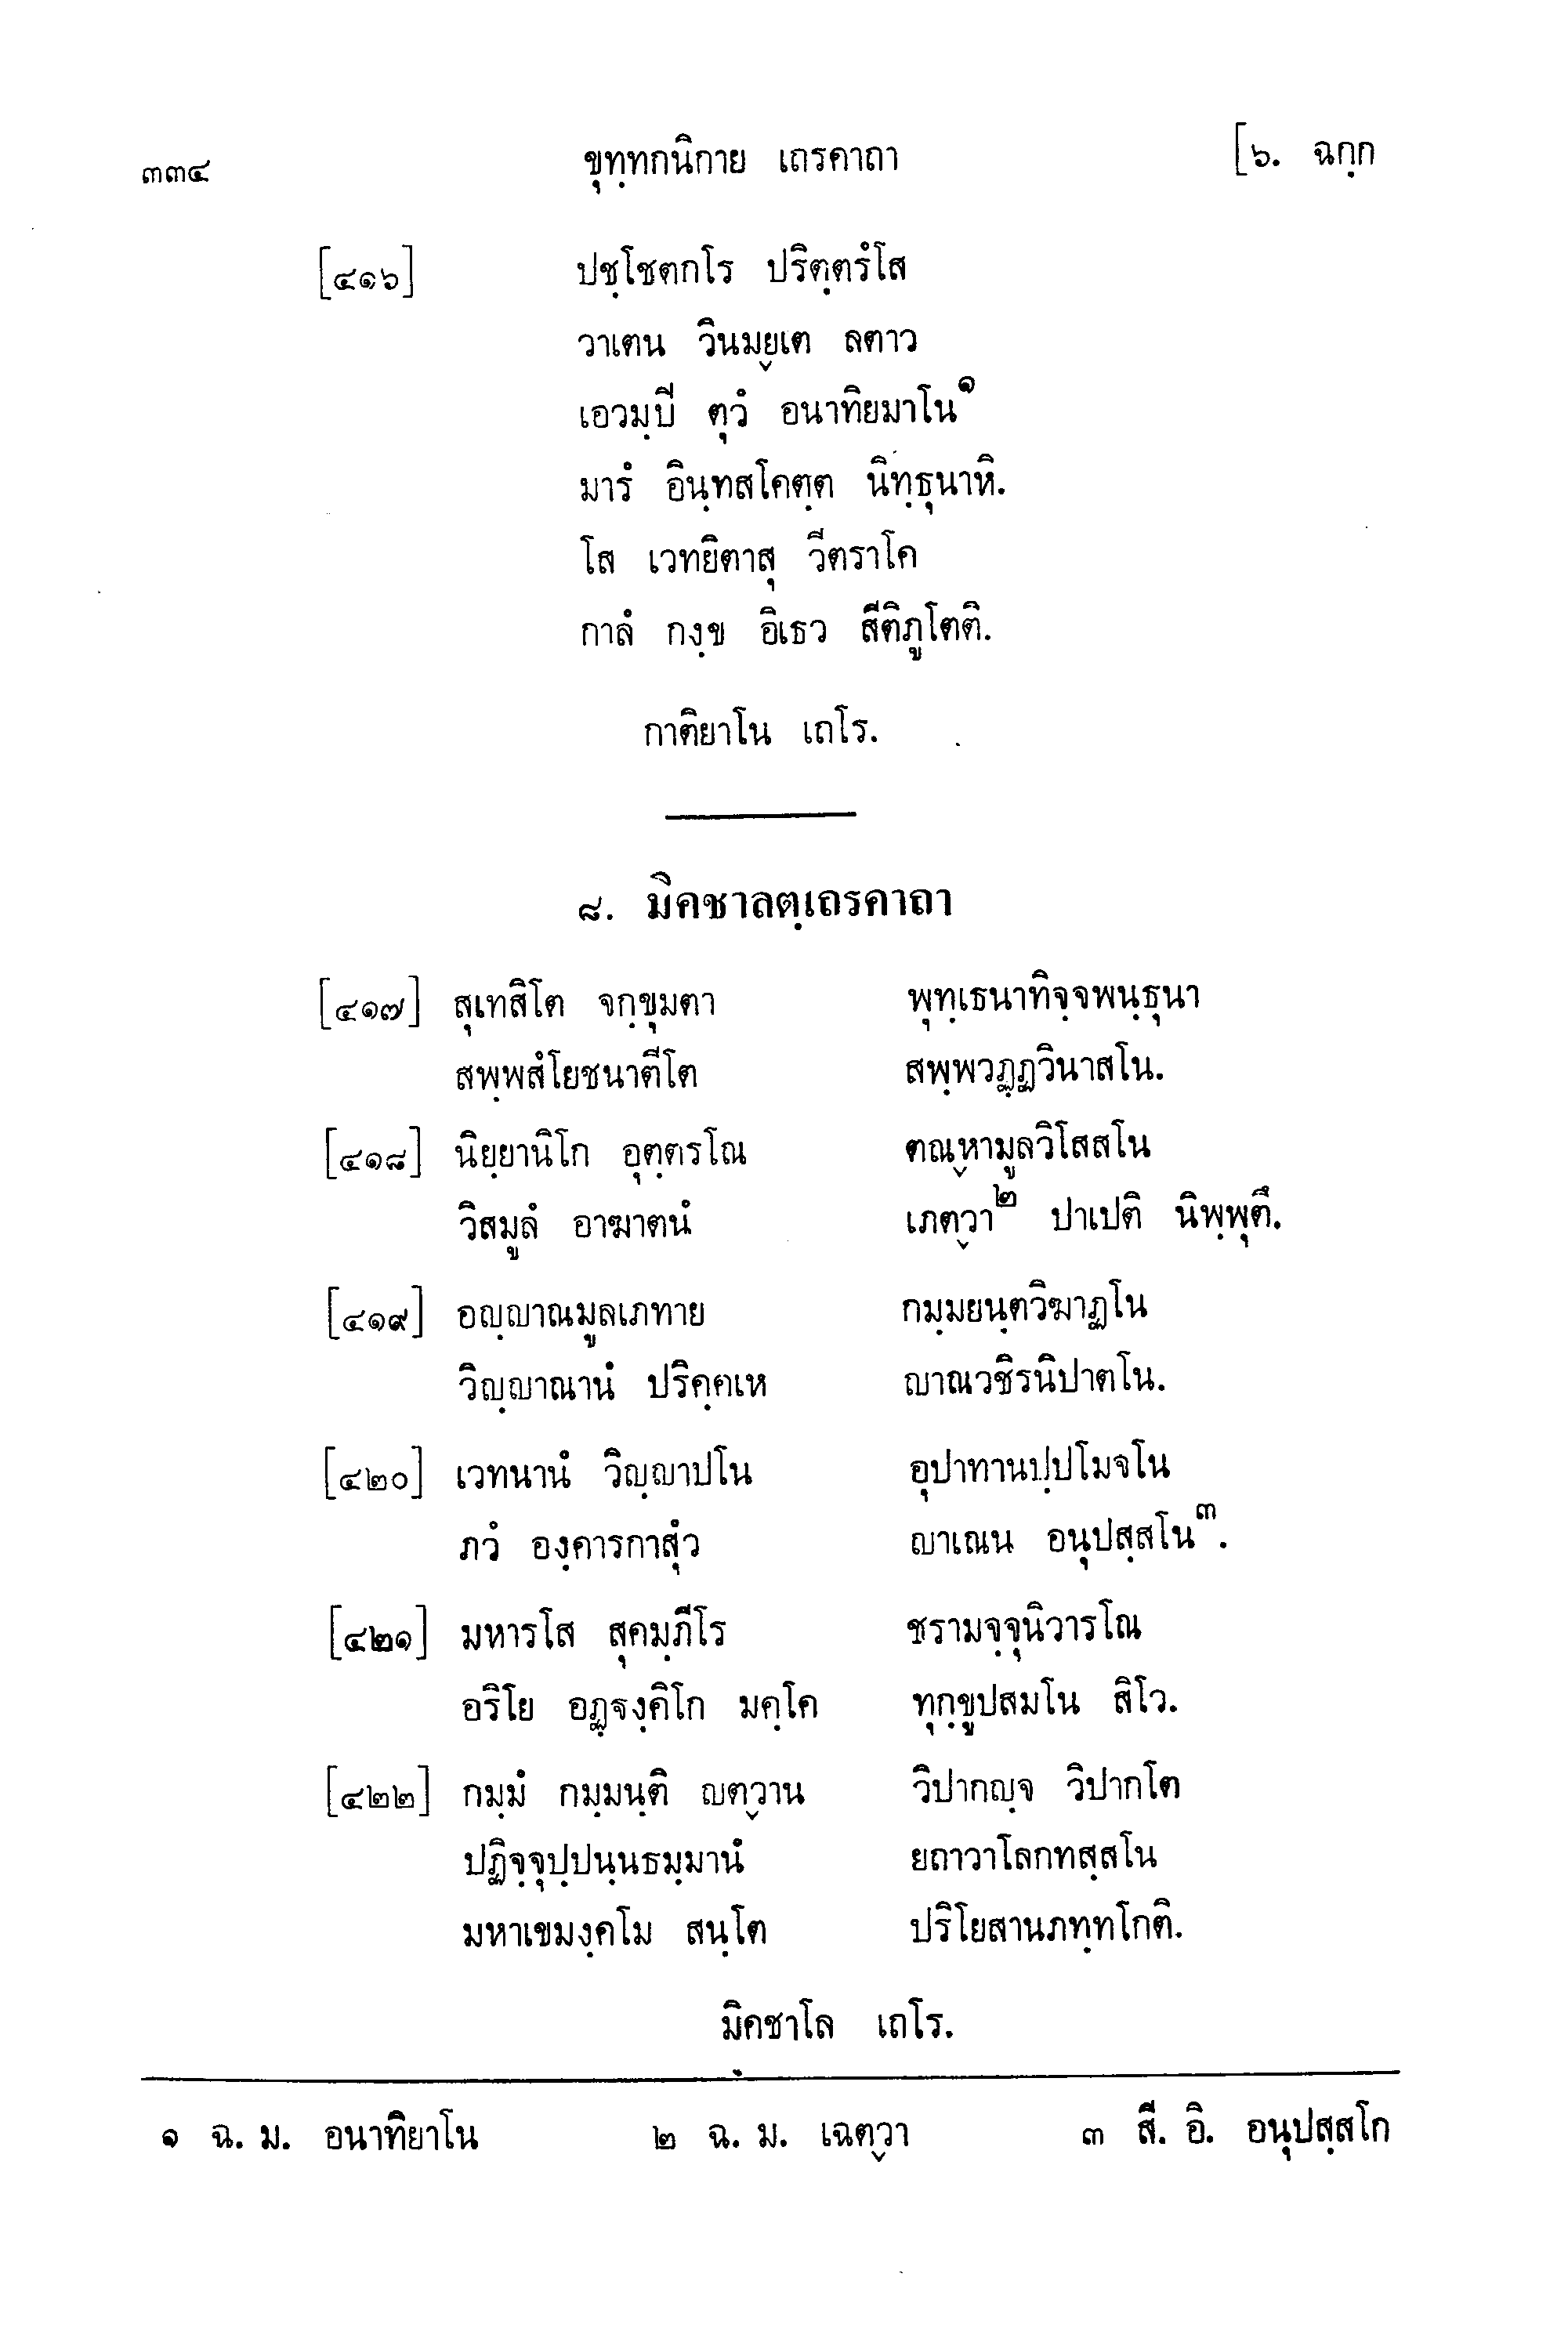 ๓๓๔ ขุทฺทกนิกาย เถรคาถา [๖. ฉกฺก
[๔๑๖] ปชฺโชตกโร ปริตฺตรํโส
วาเตน วินมฺยเต ลตาว
เอวมฺปิ ตุวํ อนาทิยมาโน๑
มารํ อินฺทสโคตฺต นิทฺธุนาหิ.
โส เวทยิตาสุ วีตราโค
กาลํ กงฺข อิเธว สีติภูโตติ.
กาติยาโน เถโร.
๘. มิคชาลตฺเถรคาถา
[๔๑๗] สุเทสิโต จกฺขุมตา พุทฺเธนาทิจฺจพนฺธุนา
สพฺพสํโยชนาตีโต สพฺพวฏฺฏวินาสโน.
[๔๑๘] นิยฺยานิโก อุตฺตรโณ ตณฺหามูลวิโสสโน
วิสมูลํ อาฆาตนํ เภตฺวา๒ ปาเปติ นิพฺพุตึ.
[๔๑๙] อญฺญาณมูลเภทาย กมฺมยนฺตวิฆาฏโน
วิญฺญาณานํ ปริคฺคเห ญาณวชิรนิปาตโน.
[๔๒๐] เวทนานํ วิญฺญาปโน อุปาทานปฺปโมจโน
ภวํ องฺคารกาสุํว ญาเณน อนุปสฺสโน๓.
[๔๒๑] มหารโส สุคมฺภีโร ชรามจฺจุนิวารโณ
อริโย อฏฺฐงฺคิโก มคฺโค ทุกฺขูปสมโน สิโว.
[๔๒๒] กมฺมํ กมฺมนฺติ ญตฺวาน วิปากญฺจ วิปากโต
ปฏิจฺจุปฺปนฺนธมฺมานํ ยถาวาโลกทสฺสโน
มหาเขมงฺคโม สนฺโต ปริโยสานภทฺทโกติ.
มิคชาโล เถโร.
๑ ฉ. ม. อนาทิยาโน ๒ ฉ. ม. เฉตฺวา ๓ สี. อิ. อนุปสฺสโก